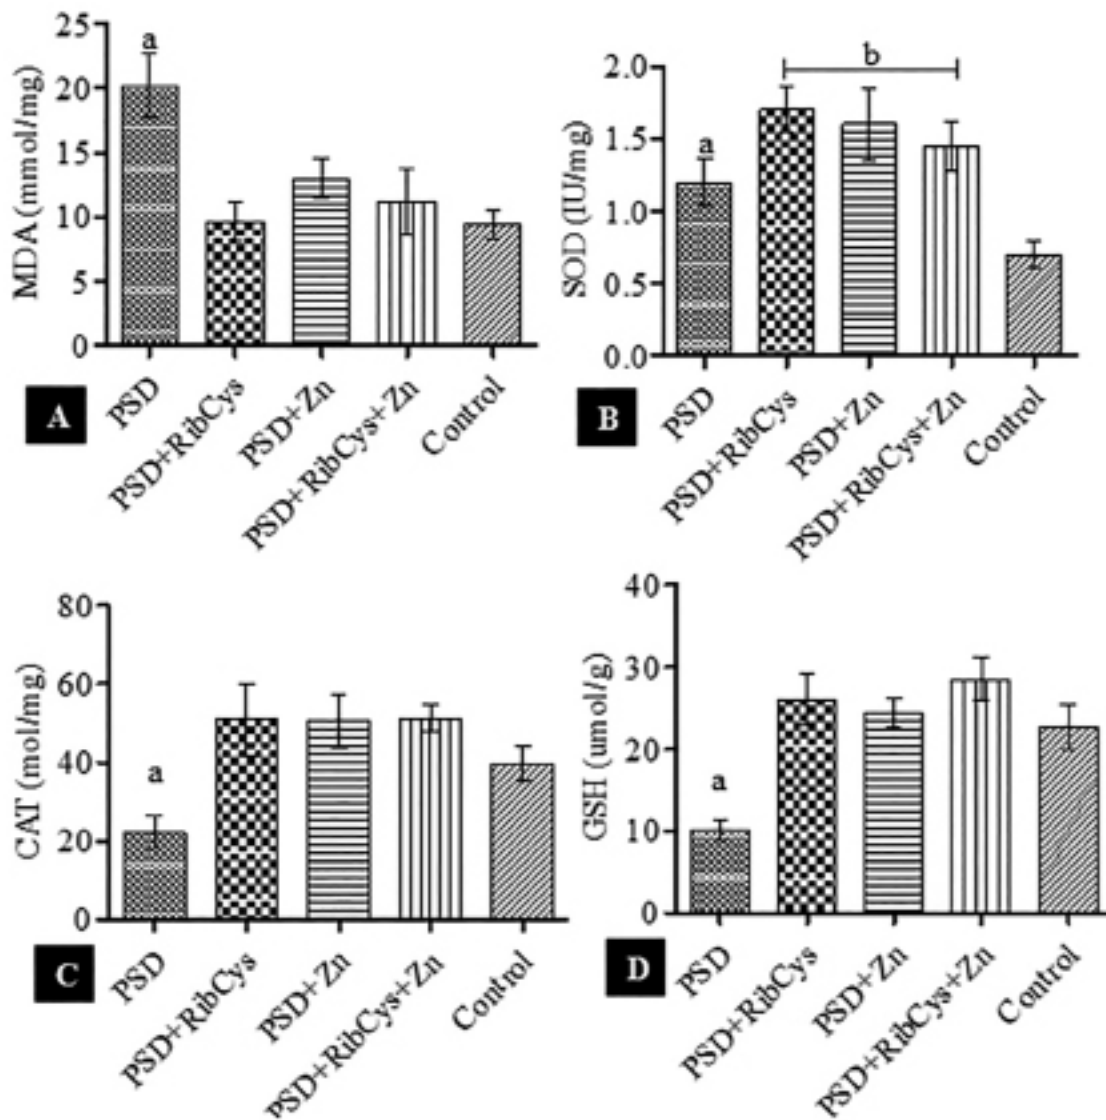 25
20
15
10
5
0
MDA (mmol/mg)
a
PSD
PSD+RibCys
PSD+Zn
PSD+RibCys+Zn
Control
A
2.0
1.5
1.0
0.5
0.0
SOD (IU/mg)
a
b
PSD
PSD+RibCys
PSD+Zn
PSD+RibCys+Zn
Control
B
80
60
40
20
0
CAT (mol/mg)
a
PSD
PSD+RibCys
PSD+Zn
PSD+RibCys+Zn
Control
C
40
30
20
10
0
GSH (umol/g)
a
PSD
PSD+RibCys
PSD+Zn
PSD+RibCys+Zn
Control
D